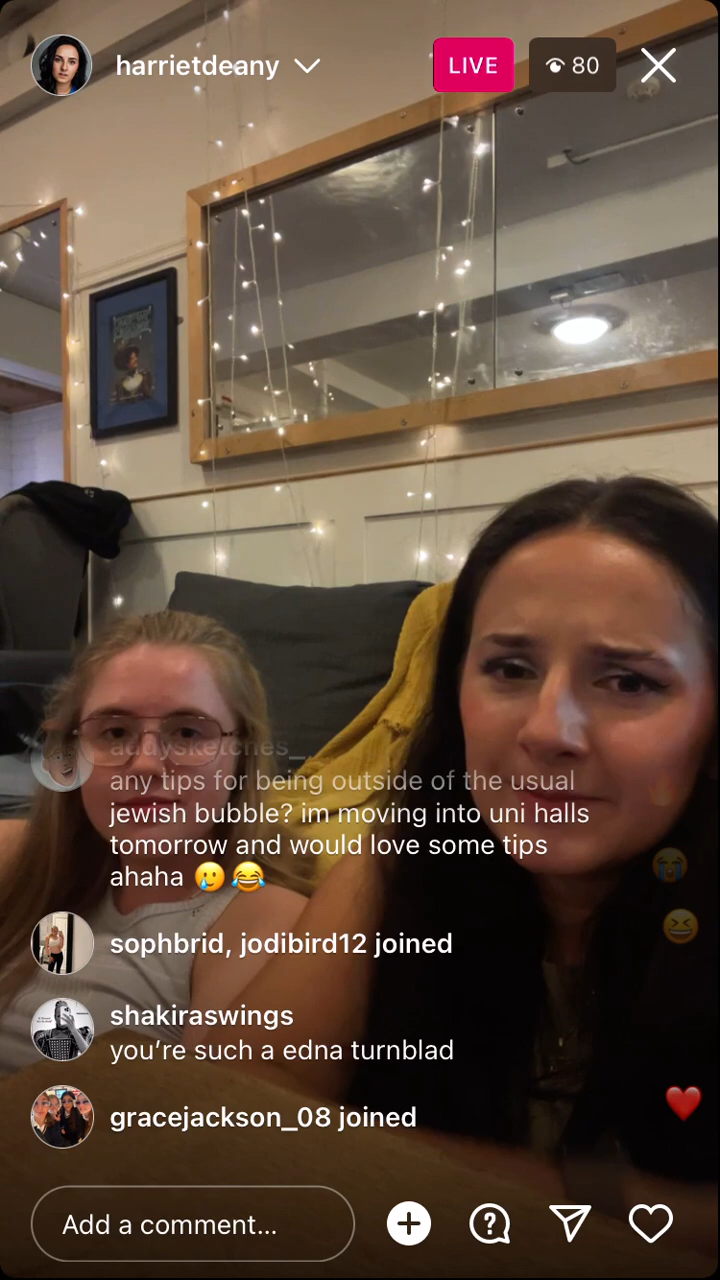 harrietdeany
LIVE
80
addysketches_
any tips for being outside of the usual
jewish bubble? im moving into uni halls
tomorrow and would love some tips
ahaha 🥲😂
sophbrid, jodibird12 joined
shakiraswings
you’re such a edna turnblad
gracejackson_08 joined
Add a comment...